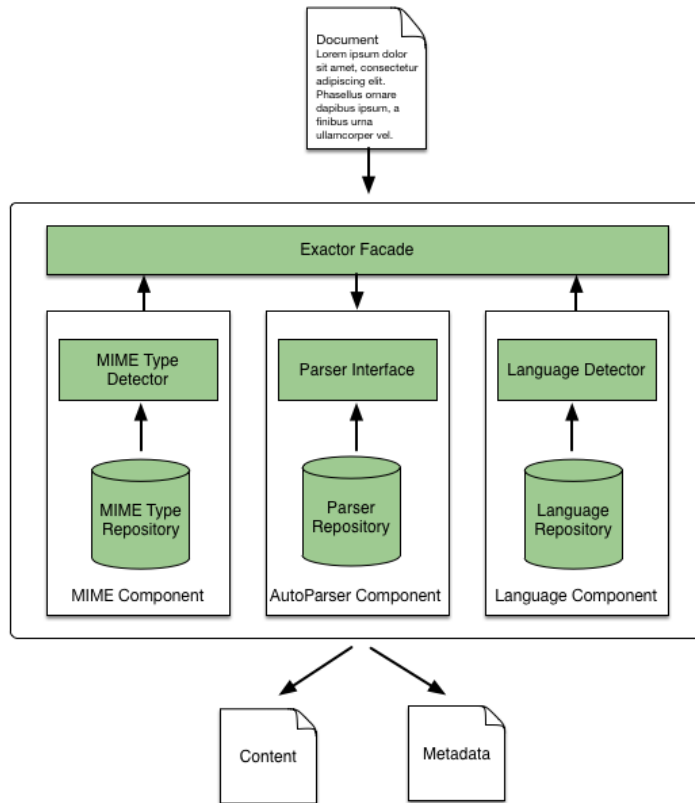 Document
Lorem ipsum dolor
sit amet, consectetur
adipiscing elit.
Phasellus ornare
dapibus ipsum, a
finibus urna
ullamcorper vel.
Exactor Facade
MIME Type
Detector
MIME Type
Repository
MIME Component
Parser Interface
Parser
Repository
AutoParser Component
Language Detector
Language
Repository
Language Component
Content
Metadata